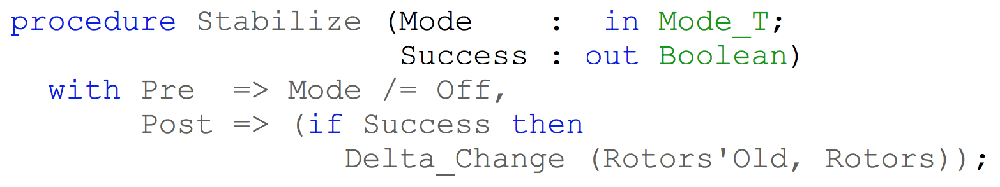 procedure Stabilize (Mode    :  in Mode_T;
                     Success : out Boolean)
  with Pre  => Mode /= Off,
       Post => (if Success then
                  Delta_Change (Rotors'Old, Rotors));